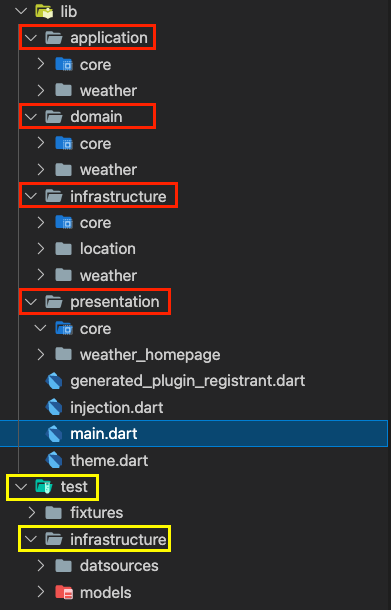 lib
application
core
weather
domain
core
weather
infrastructure
core
location
weather
presentation
core
weather_homepage
generated_plugin_registrant.dart
injection.dart
main.dart
theme.dart
test
fixtures
infrastructure
datsources
models